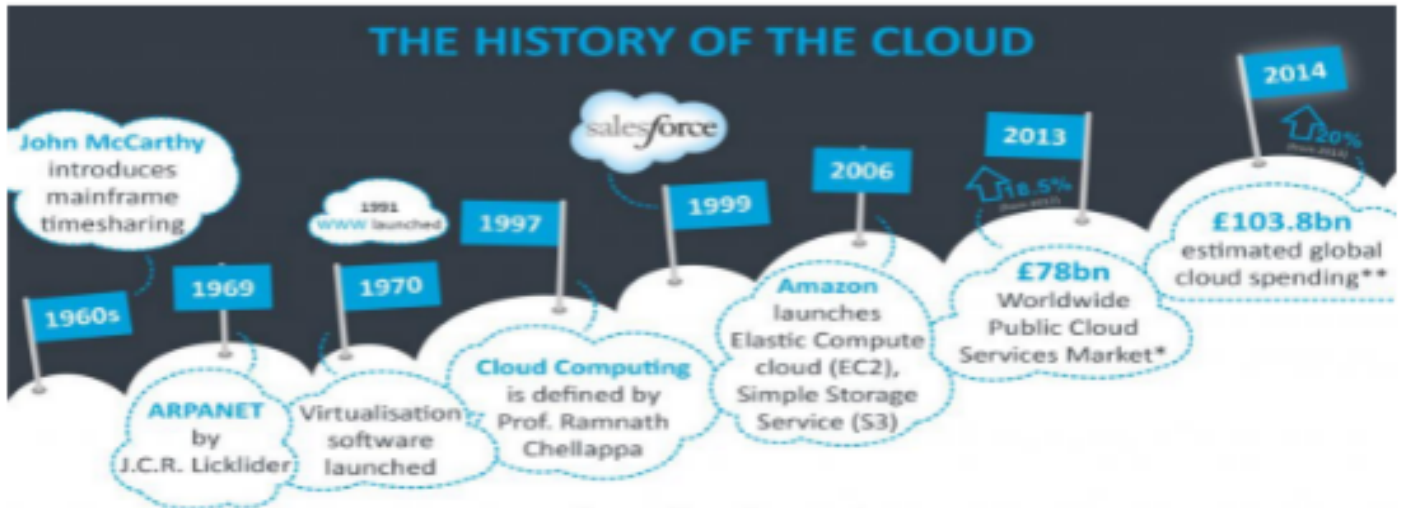 THE HISTORY OF THE CLOUD
John McCarthy
introduces
mainframe
timesharing
1960s
1969
ARPANET
by
J.C.R. Licklider
1970
Virtualisation
software
launched
1991
WWW launched
1997
Cloud Computing
is defined by
Prof. Ramnath
Chellappa
salesforce
1999
2006
Amazon
launches
Elastic Compute
cloud (EC2),
Simple Storage
Service (S3)
2013
18.5%
£78bn
Worldwide
Public Cloud
Services Market*
2014
20%
£103.8bn
estimated global
cloud spending**